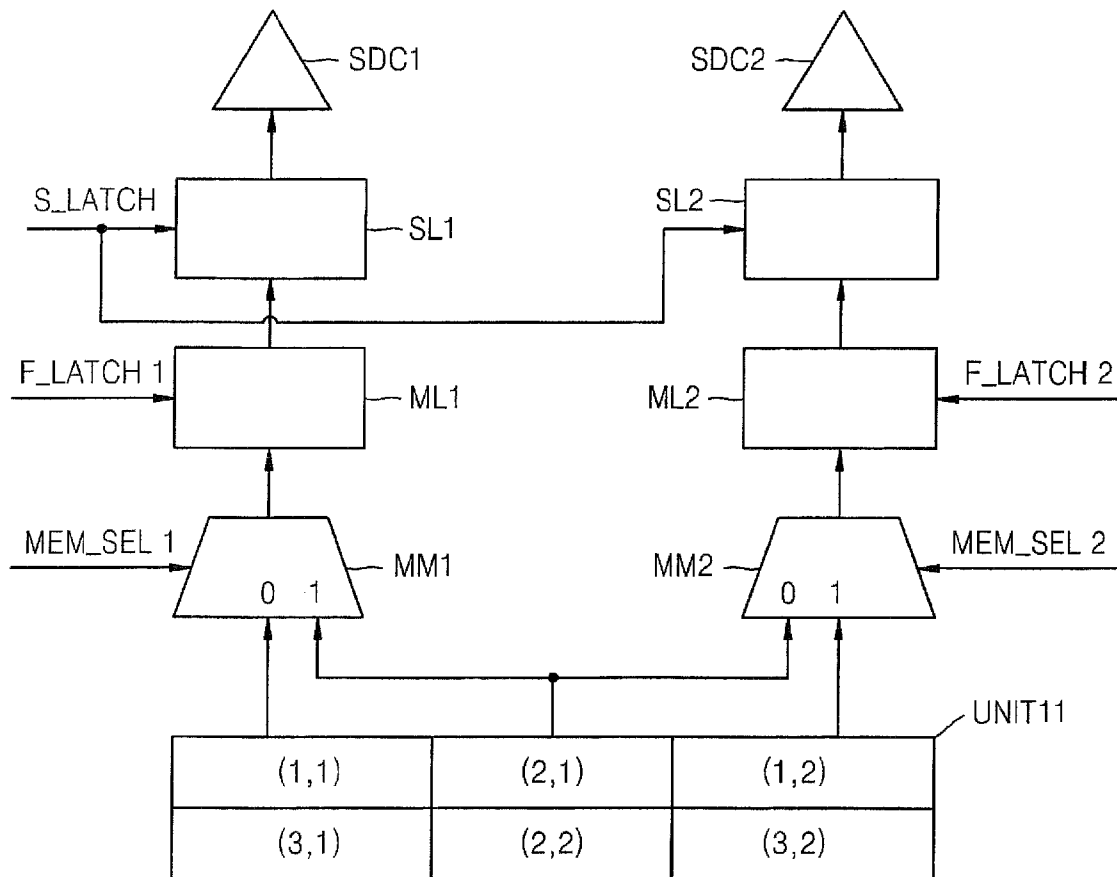 SDC1
SDC2
S_LATCH
SL1
SL2
F_LATCH 1
ML1
ML2
F_LATCH 2
MEM_SEL 1
MM1
MM2
MEM_SEL 2
0 1
0 1
UNIT11
(1,1) (2,1) (1,2)
(3,1) (2,2) (3,2)